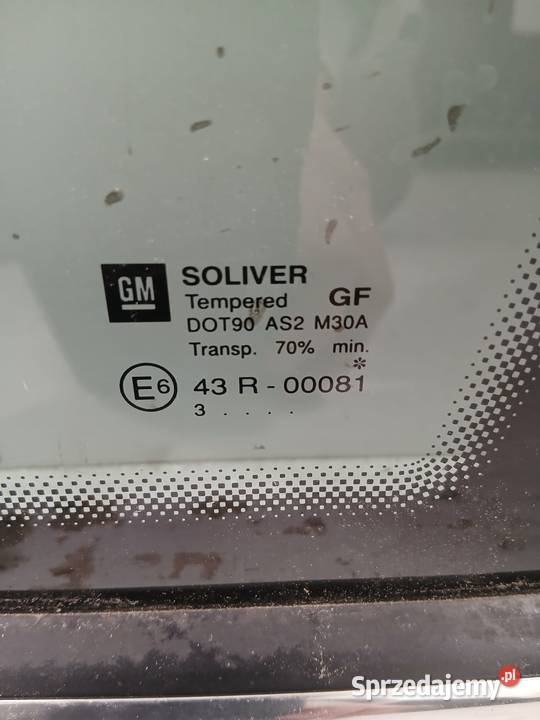 GM SOLIVER
Tempered GF
DOT90 AS2 M30A
Transp. 70% min.
*
E6 43 R - 00081
3 . . . .
Sprzedajemy.pl